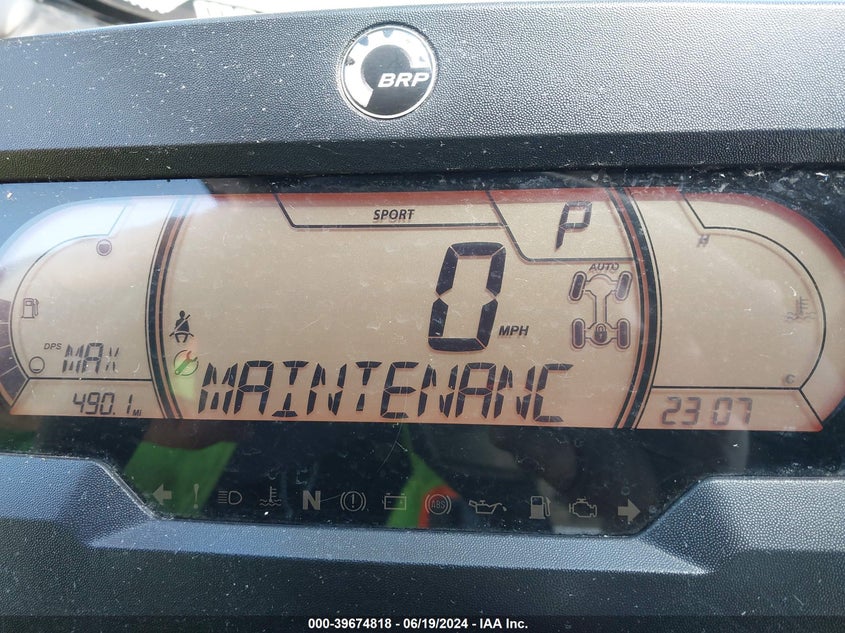 BRP
SPORT
P
AUTO
0 MPH
H
DPS MAX
MAINTENANC
C
490.1 MI
23 07
N
ABS
000-39674818 - 06/19/2024 - IAA Inc.